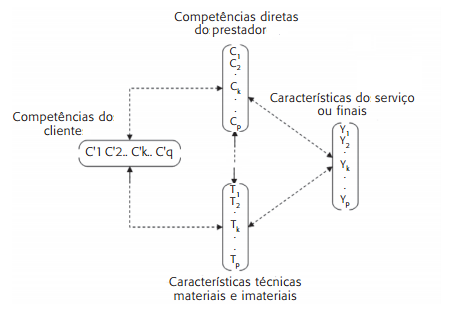 Competências diretas
do prestador
C1
C2
.
Ck
.
.
Cp
Características do serviço
ou finais
Y1
Y2
.
Yk
.
.
Yp
Competências do
cliente
C'1 C'2.. C'k.. C'q
T1
T2
.
Tk
.
.
Tp
Características técnicas
materiais e imateriais